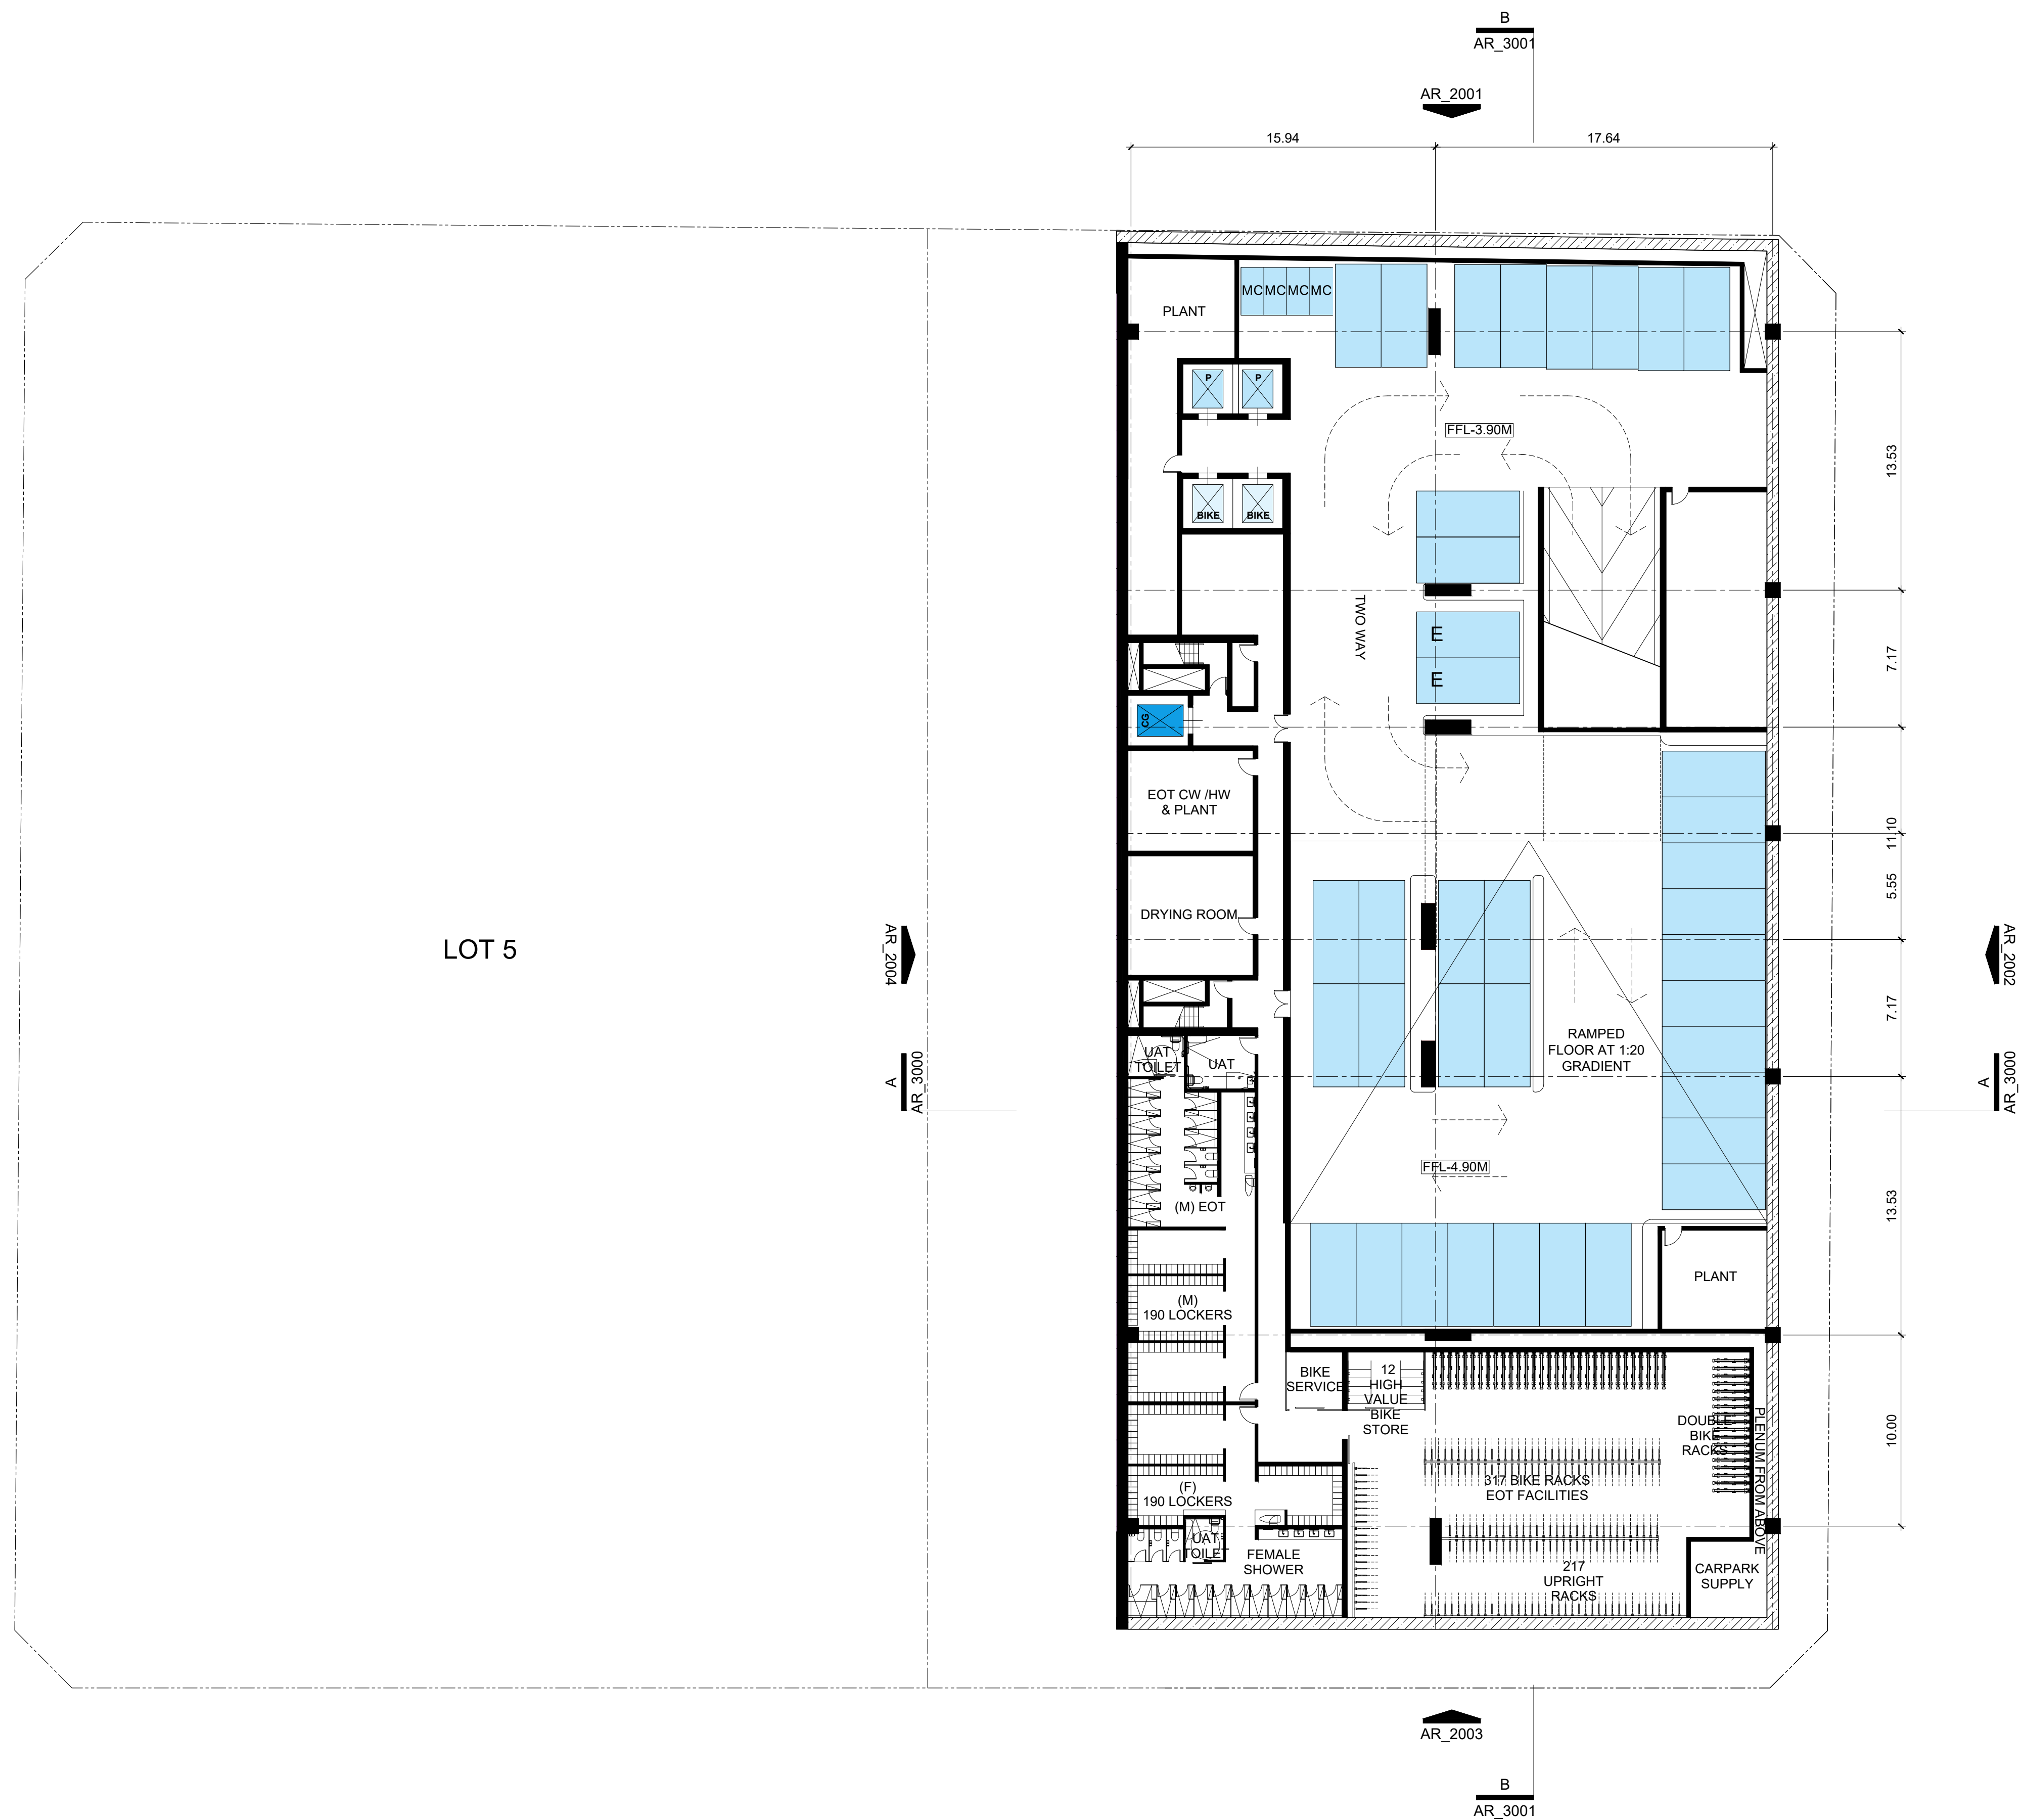 B
AR_3001
AR_2001
15.94
17.64
MC MC MC MC
PLANT
P
P
FFL-3.90M
13.53
BIKE
BIKE
TWO WAY
E
E
7.17
CG
EOT CW /HW
& PLANT
11.10
5.55
DRYING ROOM
LOT 5
AR_2004
AR_2002
7.17
RAMPED
FLOOR AT 1:20
GRADIENT
UAT
TOILET
UAT
A
AR_3000
A
AR_3000
FFL-4.90M
(M) EOT
13.53
PLANT
(M)
190 LOCKERS
BIKE
SERVICE
12
HIGH
VALUE
BIKE
STORE
DOUBLE
BIKE
RACKS
PLENUM FROM ABOVE
10.00
317 BIKE RACKS
EOT FACILITIES
(F)
190 LOCKERS
UAT
TOILET
FEMALE
SHOWER
217
UPRIGHT
RACKS
CARPARK
SUPPLY
AR_2003
B
AR_3001